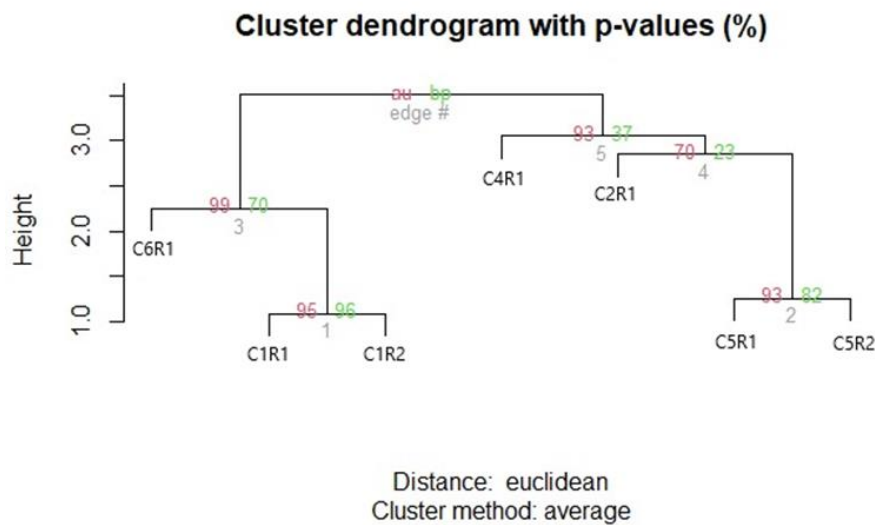 Cluster dendrogram with p-values (%)
au bp
edge #
Height
3.0
2.0
1.0
93 37
5
70 23
4
C4R1
C2R1
99 70
3
C6R1
95 96
1
C1R1
C1R2
93 82
2
C5R1
C5R2
Distance: euclidean
Cluster method: average